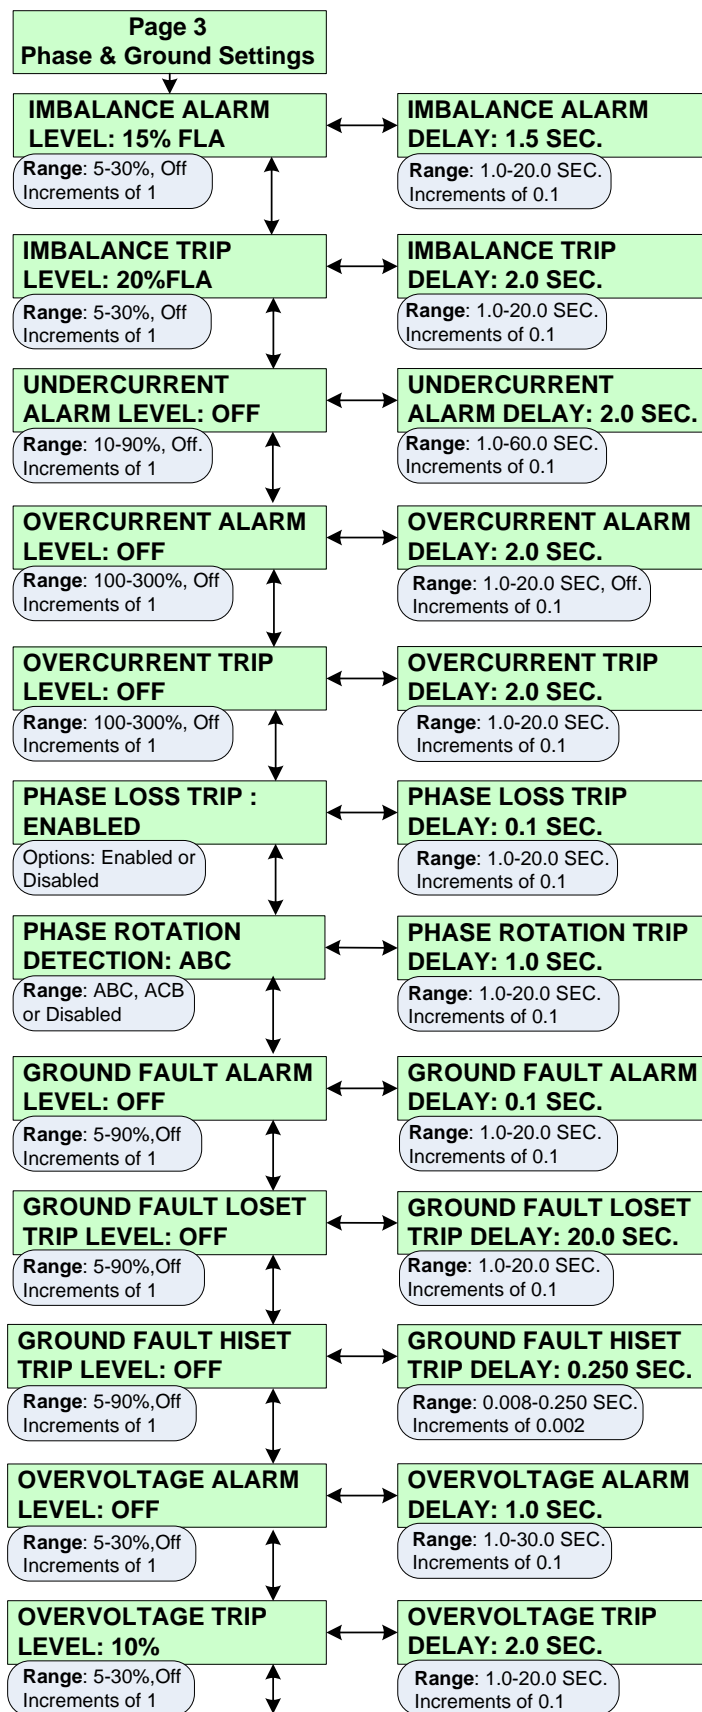 Page 3
Phase & Ground Settings
IMBALANCE ALARM
LEVEL: 15% FLA
Range: 5-30%, Off
Increments of 1
IMBALANCE ALARM
DELAY: 1.5 SEC.
Range: 1.0-20.0 SEC.
Increments of 0.1
IMBALANCE TRIP
LEVEL: 20%FLA
Range: 5-30%, Off
Increments of 1
IMBALANCE TRIP
DELAY: 2.0 SEC.
Range: 1.0-20.0 SEC.
Increments of 0.1
UNDERCURRENT
ALARM LEVEL: OFF
Range: 10-90%, Off.
Increments of 1
UNDERCURRENT
ALARM DELAY: 2.0 SEC.
Range: 1.0-60.0 SEC.
Increments of 0.1
OVERCURRENT ALARM
LEVEL: OFF
Range: 100-300%, Off
Increments of 1
OVERCURRENT ALARM
DELAY: 2.0 SEC.
Range: 1.0-20.0 SEC, Off.
Increments of 0.1
OVERCURRENT TRIP
LEVEL: OFF
Range: 100-300%, Off
Increments of 1
OVERCURRENT TRIP
DELAY: 2.0 SEC.
Range: 1.0-20.0 SEC.
Increments of 0.1
PHASE LOSS TRIP :
ENABLED
Options: Enabled or
Disabled
PHASE LOSS TRIP
DELAY: 0.1 SEC.
Range: 1.0-20.0 SEC.
Increments of 0.1
PHASE ROTATION
DETECTION: ABC
Range: ABC, ACB
or Disabled
PHASE ROTATION TRIP
DELAY: 1.0 SEC.
Range: 1.0-20.0 SEC.
Increments of 0.1
GROUND FAULT ALARM
LEVEL: OFF
Range: 5-90%,Off
Increments of 1
GROUND FAULT ALARM
DELAY: 0.1 SEC.
Range: 1.0-20.0 SEC.
Increments of 0.1
GROUND FAULT LOSET
TRIP LEVEL: OFF
Range: 5-90%,Off
Increments of 1
GROUND FAULT LOSET
TRIP DELAY: 20.0 SEC.
Range: 1.0-20.0 SEC.
Increments of 0.1
GROUND FAULT HISET
TRIP LEVEL: OFF
Range: 5-90%,Off
Increments of 1
GROUND FAULT HISET
TRIP DELAY: 0.250 SEC.
Range: 0.008-0.250 SEC.
Increments of 0.002
OVERVOLTAGE ALARM
LEVEL: OFF
Range: 5-30%,Off
Increments of 1
OVERVOLTAGE ALARM
DELAY: 1.0 SEC.
Range: 1.0-30.0 SEC.
Increments of 0.1
OVERVOLTAGE TRIP
LEVEL: 10%
Range: 5-30%,Off
Increments of 1
OVERVOLTAGE TRIP
DELAY: 2.0 SEC.
Range: 1.0-20.0 SEC.
Increments of 0.1